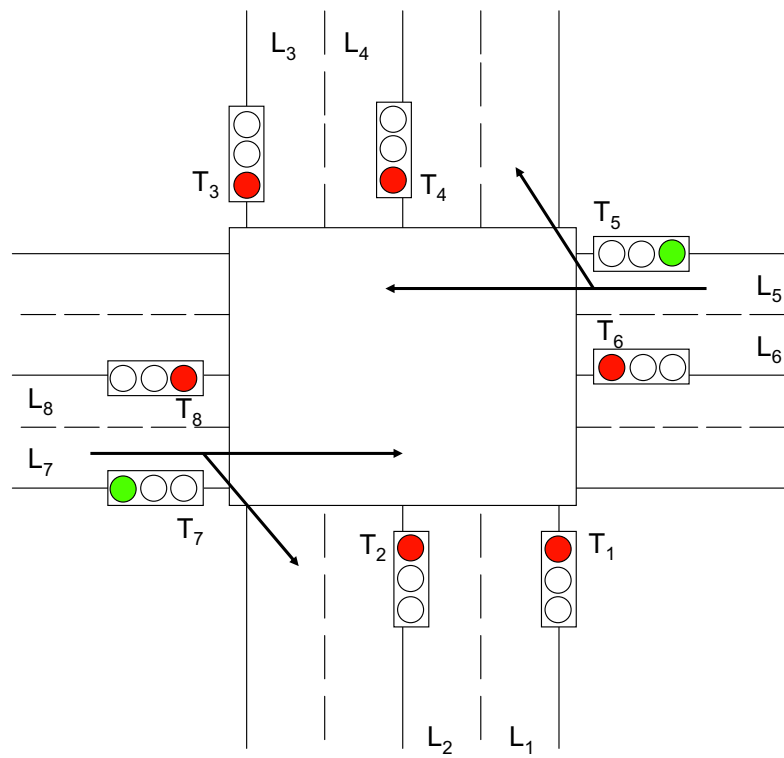 L₃ L₄
T₃ T₄
T₅
L₅
T₆ L₆
L₈ T₈
L₇
T₇
T₂ T₁
L₂ L₁